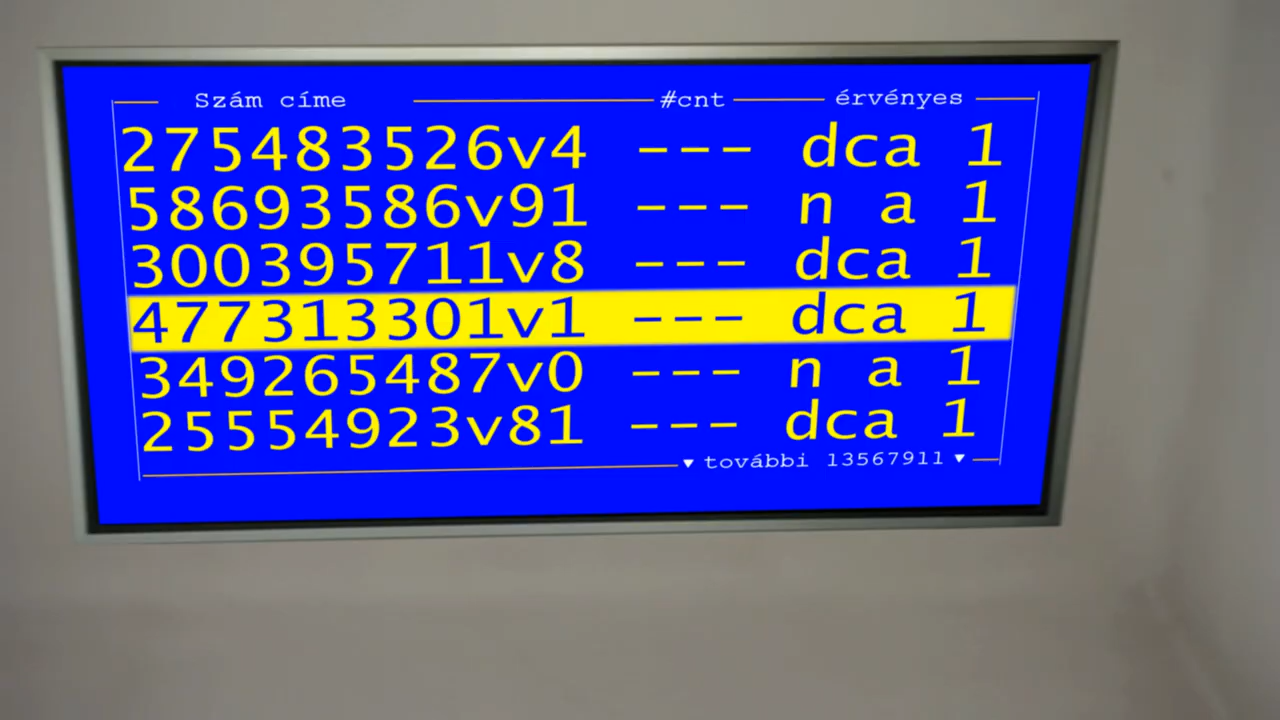 Szám címe #cnt érvényes
275483526v4 --- dca 1
58693586v91 --- n a 1
300395711v8 --- dca 1
477313301v1 --- dca 1
349265487v0 --- n a 1
25554923v81 --- dca 1
▼ további 13567911 ▼